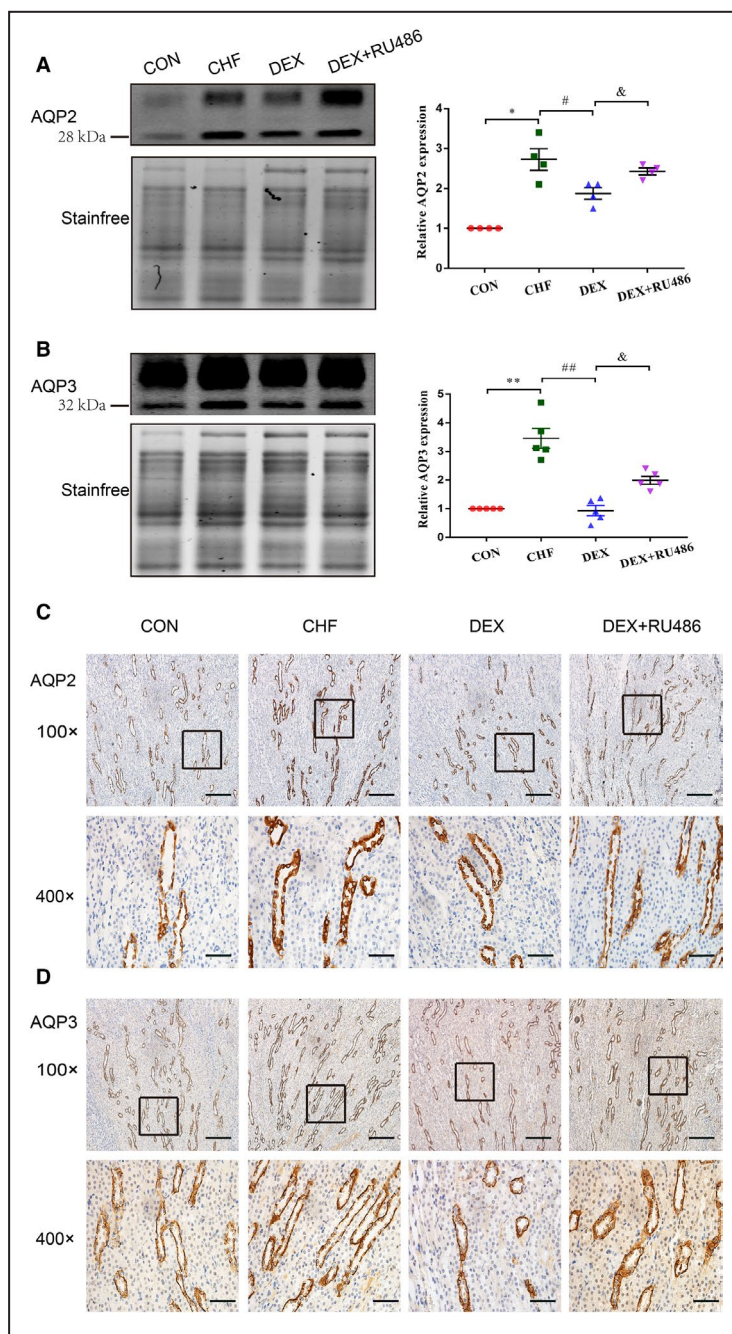 A
CON CHF DEX DEX+RU486
AQP2
28 kDa
Stainfree
Relative AQP2 expression
4
3
2
1
0
* # &
CON CHF DEX DEX+RU486
B
AQP3
32 kDa
Stainfree
Relative AQP3 expression
5
4
3
2
1
0
** ## &
CON CHF DEX DEX+RU486
C
CON CHF DEX DEX+RU486
AQP2
100×
400×
D
AQP3
100×
400×